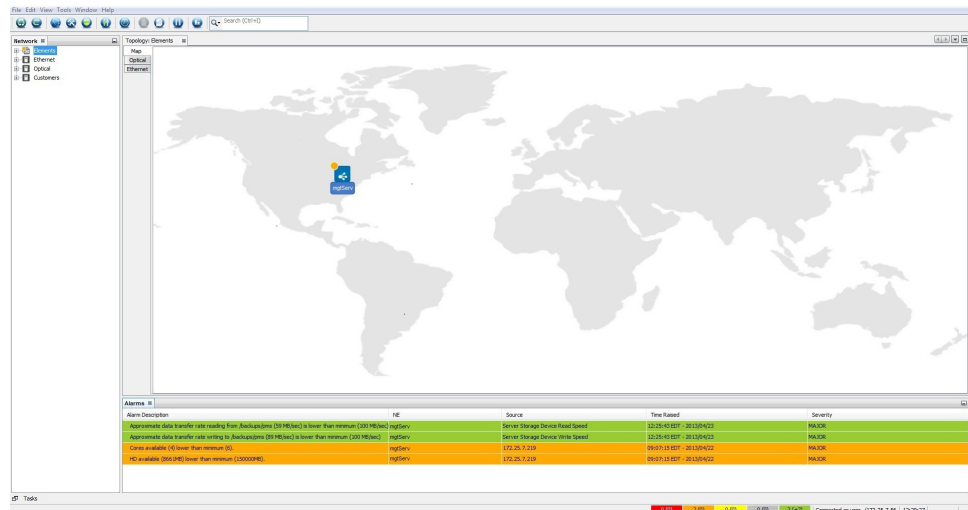 File Edit View Tools Window Help
Search (Ctrl+I)
Network
Elements
Ethernet
Optical
Customers
Topology: Elements
Map
Optical
Ethernet
mgtServ
Alarms
Alarm Description NE Source Time Raised Severity
Approximate data transfer rate reading from /backups/pms (59 MB/sec) is lower than minimum (100 MB/sec) mgtServ Server Storage Device Read Speed 12:25:43 EDT - 2013/04/23 MAJOR
Approximate data transfer rate writing to /backups/pms (89 MB/sec) is lower than minimum (100 MB/sec) mgtServ Server Storage Device Write Speed 12:25:43 EDT - 2013/04/23 MAJOR
Cores available (4) lower than minimum (6). mgtServ 172.25.7.219 09:07:15 EDT - 2013/04/22 MAJOR
HD available (8661MB) lower than minimum (150000MB). mgtServ 172.25.7.219 09:07:15 EDT - 2013/04/22 MAJOR
Tasks